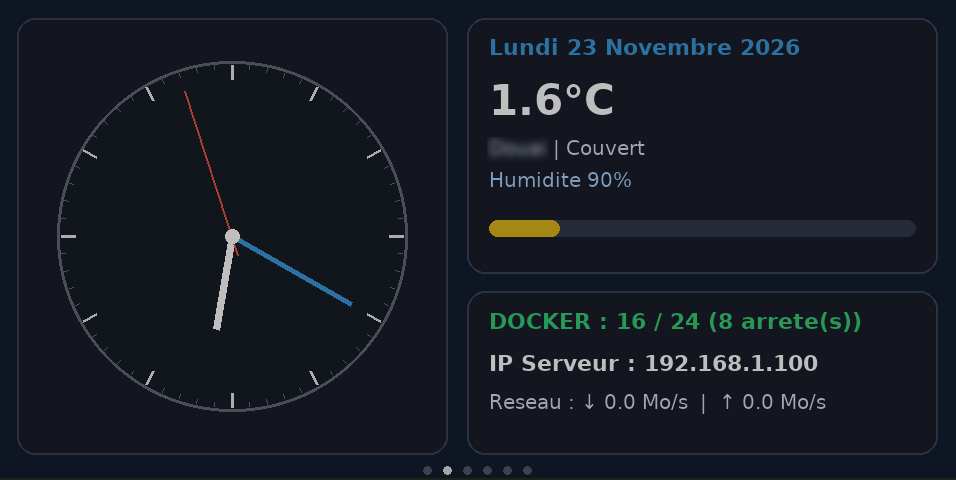 Lundi 23 Novembre 2026
1.6°C
| Couvert
Humidite 90%
DOCKER : 16 / 24 (8 arrete(s))
IP Serveur : 192.168.1.100
Reseau : ↓ 0.0 Mo/s | ↑ 0.0 Mo/s